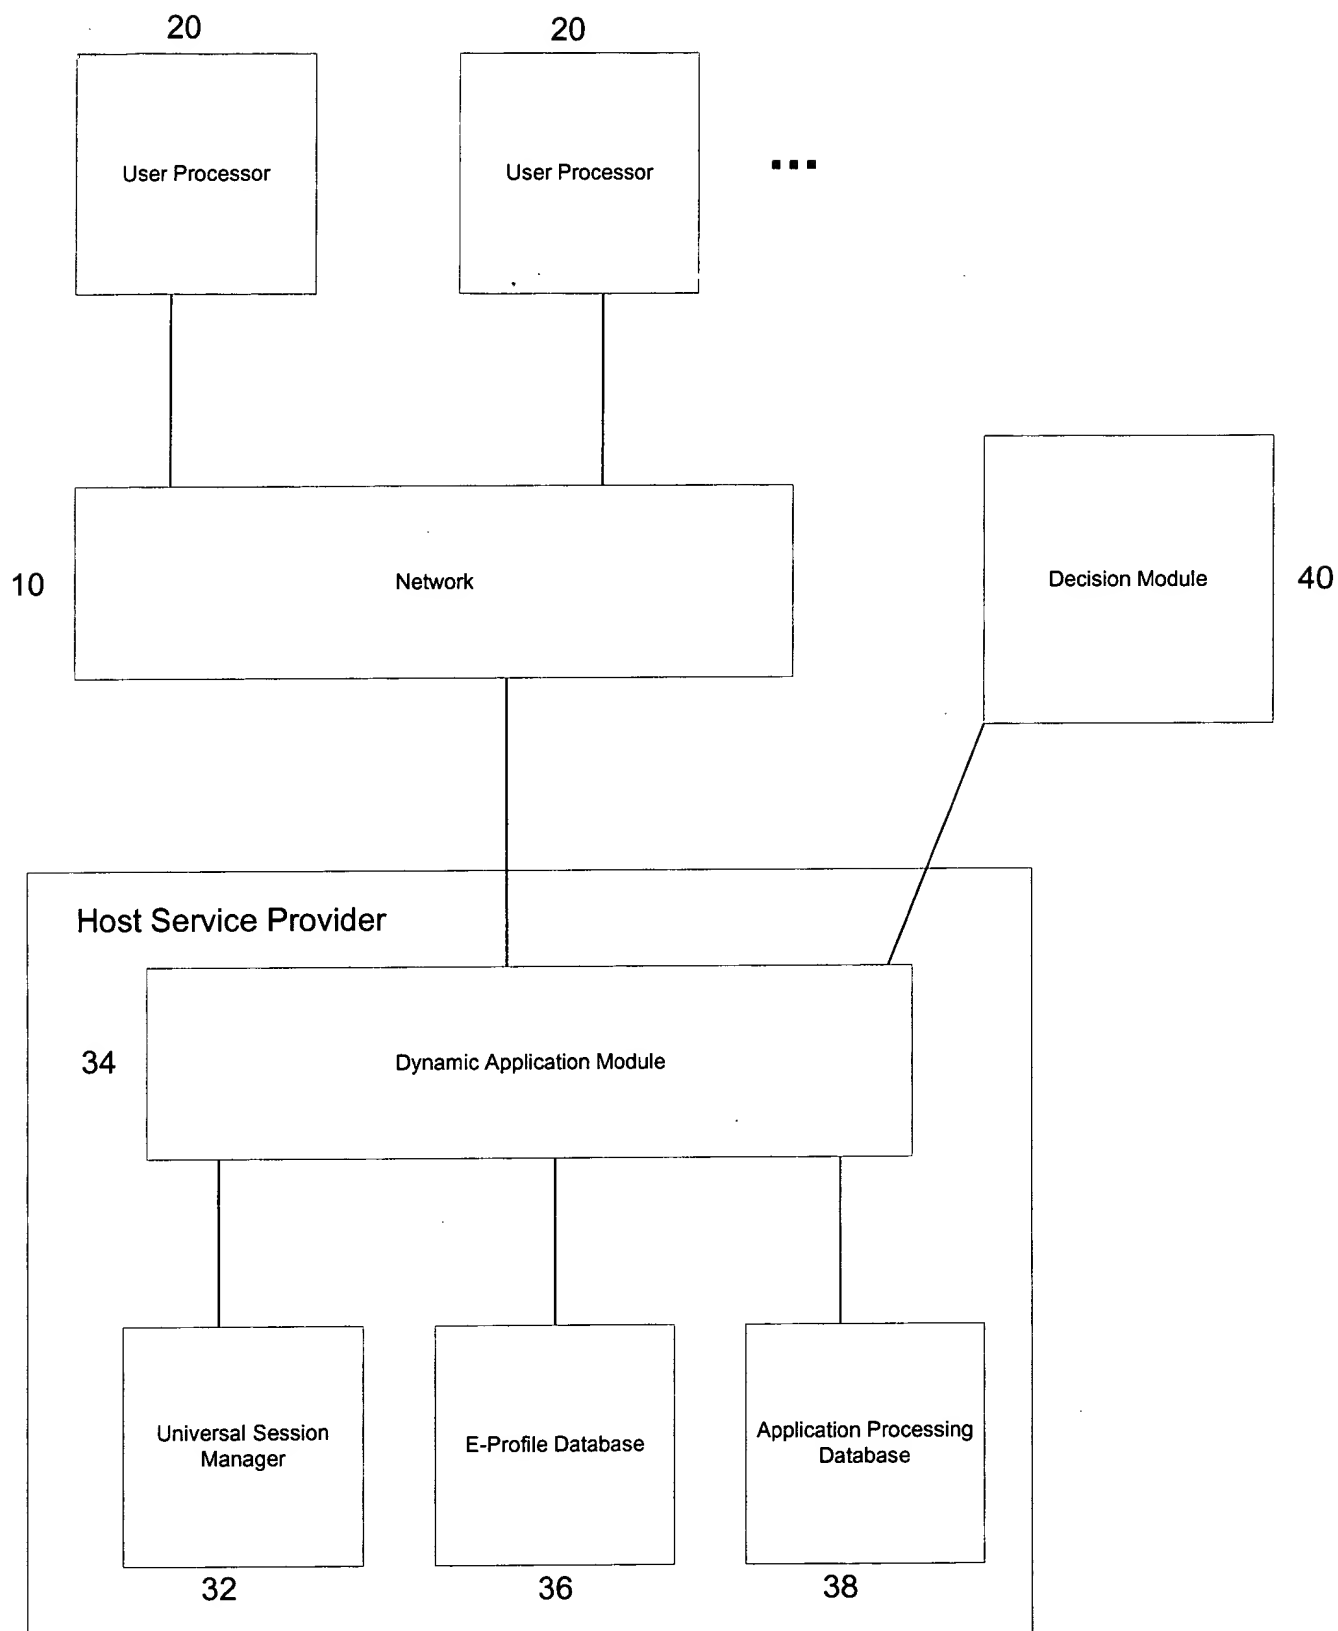 20
20
User Processor
User Processor
10
Network
Decision Module
40
Host Service Provider
34
Dynamic Application Module
Universal Session
Manager
E-Profile Database
Application Processing
Database
32
36
38